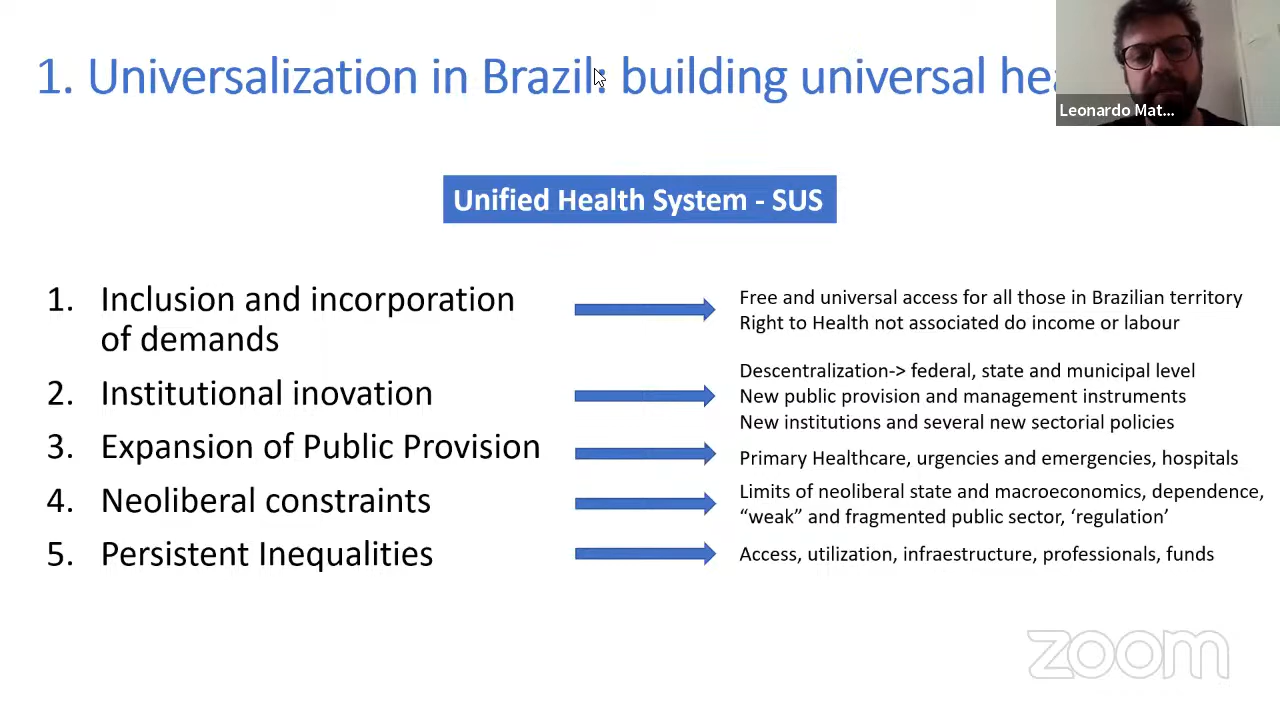 1. Universalization in Brazil: building universal
Leonardo Mat...
Unified Health System - SUS
1. Inclusion and incorporation
of demands
Free and universal access for all those in Brazilian territory
Right to Health not associated do income or labour
2. Institutional inovation
Descentralization-> federal, state and municipal level
New public provision and management instruments
New institutions and several new sectorial policies
3. Expansion of Public Provision
Primary Healthcare, urgencies and emergencies, hospitals
4. Neoliberal constraints
Limits of neoliberal state and macroeconomics, dependence,
“weak” and fragmented public sector, ‘regulation’
5. Persistent Inequalities
Access, utilization, infraestructure, professionals, funds
zoom